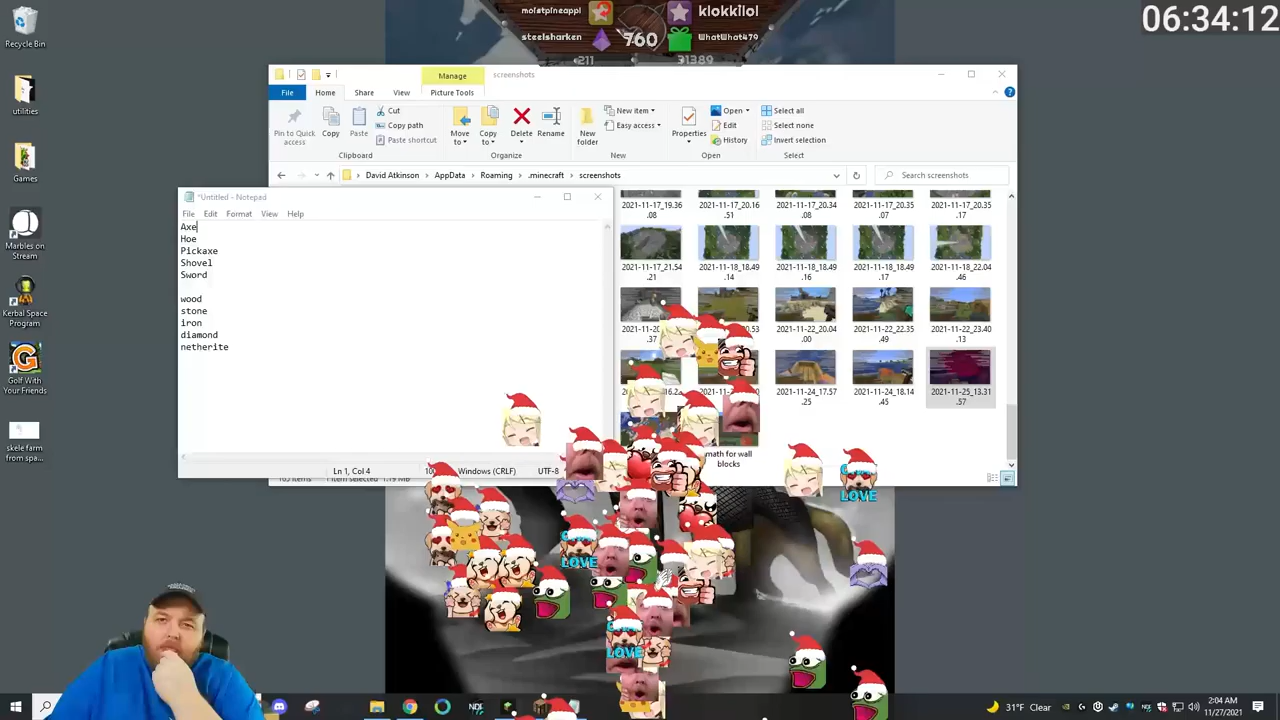 moistpineappl
klokkilol
06:34:12
steelsharken
760
WhatWhat479
211
31389
Recycle Bin
utilities
Games
Marbles on
Stream
Kerbal Space
Program
Golf With
Your Friends
skele farm
from spa...
Manage
screenshots
File
Home
Share
View
Picture Tools
Pin to Quick
access
Copy
Paste
Cut
Copy path
Paste shortcut
Clipboard
Move
to
Copy
to
Delete
Rename
Organize
New
folder
New item
Easy access
New
Properties
Open
Edit
History
Open
Select all
Select none
Invert selection
Select
David Atkinson
AppData
Roaming
.minecraft
screenshots
Search screenshots
*Untitled - Notepad
File
Edit
Format
View
Help
Axe
Hoe
Pickaxe
Shovel
Sword
wood
stone
iron
diamond
netherite
Ln 1, Col 4
Windows (CRLF)
UTF-8
2021-11-17_19.36
.08
2021-11-17_20.16
.51
2021-11-17_20.34
.08
2021-11-17_20.35
.07
2021-11-17_20.35
.17
2021-11-17_21.54
.21
2021-11-18_18.49
.14
2021-11-18_18.49
.16
2021-11-18_18.49
.17
2021-11-18_22.04
.46
.37
2021-11-22_20.04
.00
2021-11-22_22.35
.49
2021-11-22_23.40
.13
2021-11-24_17.57
.25
2021-11-24_18.14
.45
2021-11-25_13.31
.57
math for wall
blocks
LOVE
LOVE
LOVE
31°F Clear
2:04 AM
11/27/2021